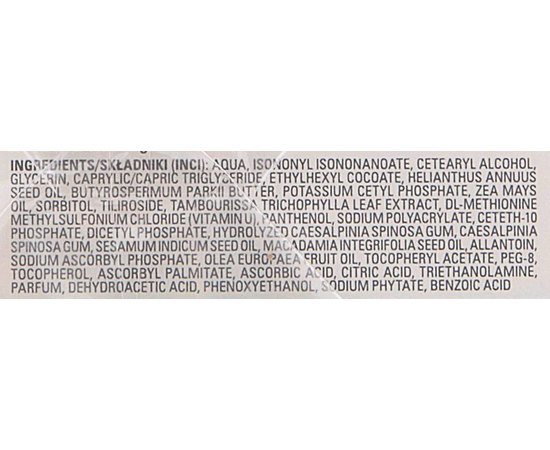 INGREDIENTS/SKŁADNIKI (INCI): AQUA, ISONONYL ISONONANOATE, CETEARYL ALCOHOL,
GLYCERIN, CAPRYLIC/CAPRIC TRIGLYCERIDE, ETHYLHEXYL COCOATE, HELIANTHUS ANNUUS
SEED OIL, BUTYROSPERMUM PARKII BUTTER, POTASSIUM CETYL PHOSPHATE, ZEA MAYS
OIL, SORBITOL, TILIROSIDE, TAMBOURISSA TRICHOPHYLLA LEAF EXTRACT, DL-METHIONINE
METHYLSULFONIUM CHLORIDE (VITAMIN U), PANTHENOL, SODIUM POLYACRYLATE, CETETH-10
PHOSPHATE, DICETYL PHOSPHATE, HYDROLYZED CAESALPINIA SPINOSA GUM, CAESALPINIA
SPINOSA GUM, SESAMUM INDICUM SEED OIL, MACADAMIA INTEGRIFOLIA SEED OIL, ALLANTOIN,
SODIUM ASCORBYL PHOSPHATE, OLEA EUROPAEA FRUIT OIL, TOCOPHERYL ACETATE, PEG-8,
TOCOPHEROL, ASCORBYL PALMITATE, ASCORBIC ACID, CITRIC ACID, TRIETHANOLAMINE,
PARFUM, DEHYDROACETIC ACID, PHENOXYETHANOL, SODIUM PHYTATE, BENZOIC ACID